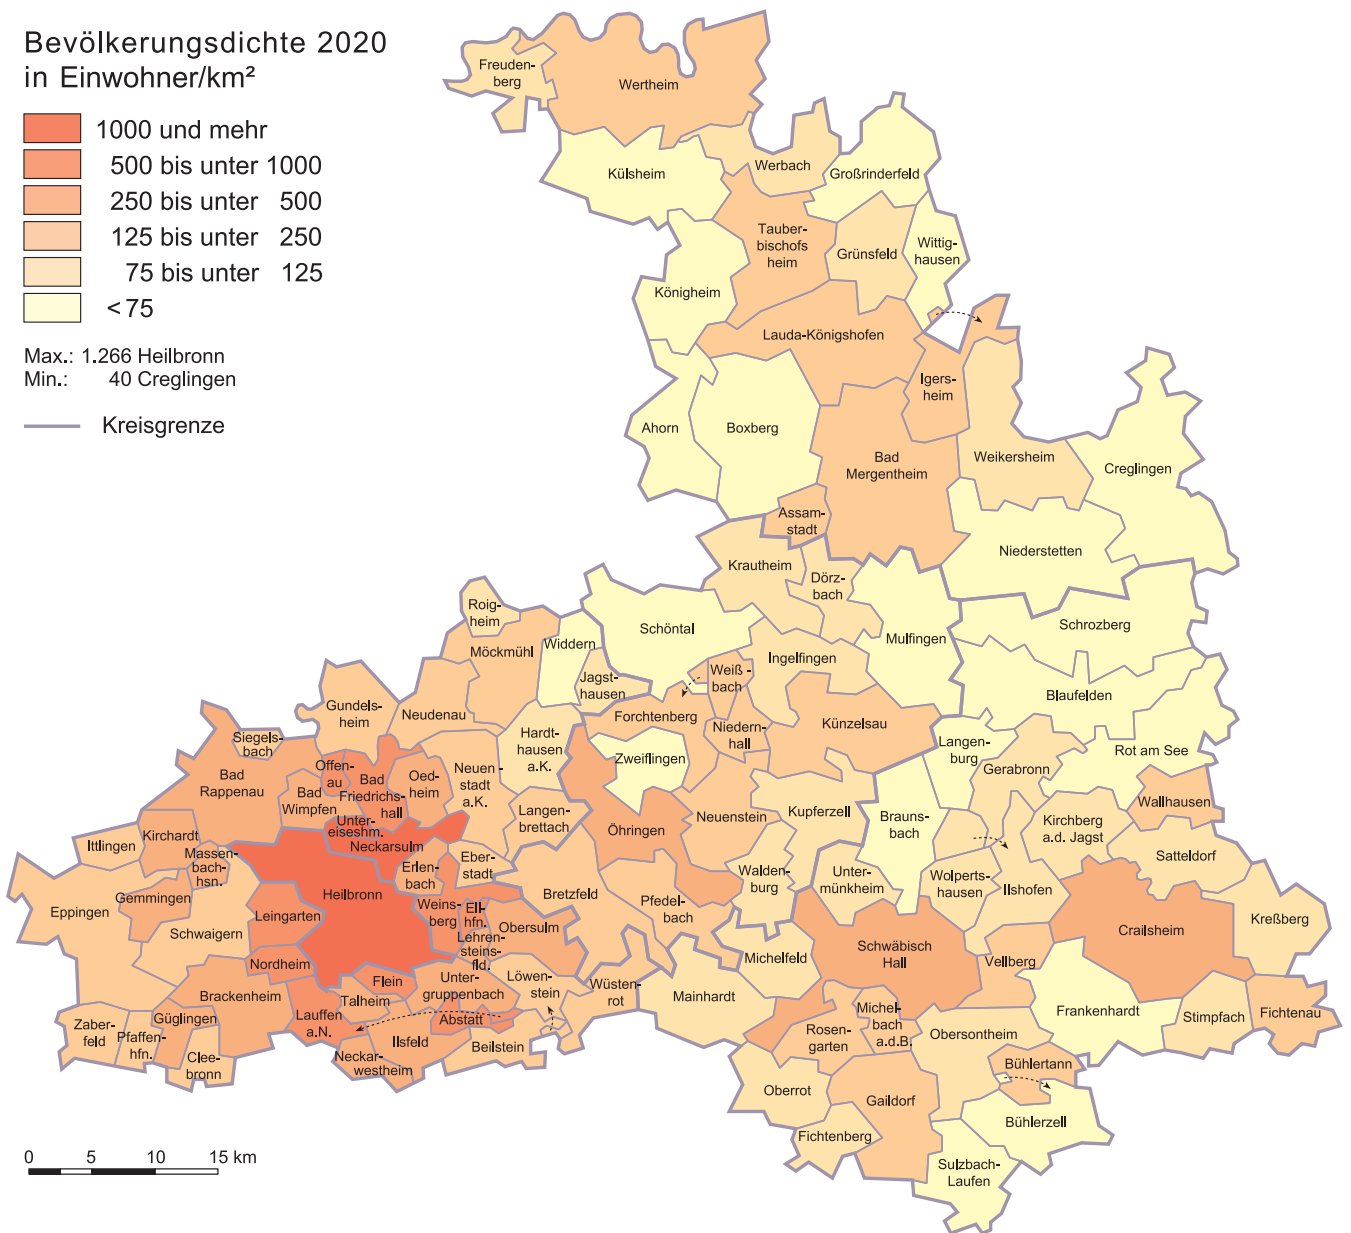 Bevölkerungsdichte 2020
in Einwohner/km²
1000 und mehr
500 bis unter 1000
250 bis unter 500
125 bis unter 250
75 bis unter 125
< 75
Max.: 1.266 Heilbronn
Min.: 40 Creglingen
Kreisgrenze
Freuden-
berg
Wertheim
Külsheim
Werbach
Großrinderfeld
Tauber-
bischofs
heim
Grünsfeld
Wittig-
hausen
Königheim
Lauda-Königshofen
Igers-
heim
Ahorn
Boxberg
Bad
Mergentheim
Weikersheim
Creglingen
Assam-
stadt
Niederstetten
Krautheim
Dörz-
bach
Mulfingen
Schrozberg
Roig-
heim
Möckmühl
Widdern
Schöntal
Jagst-
hausen
Ingelfingen
Weiß -
bach
Blaufelden
Gundels-
heim
Neudenau
Forchtenberg
Niedern-
hall
Künzelsau
Hardt-
hausen
a.K.
Zweiflingen
Langen-
burg
Gerabronn
Rot am See
Siegels-
bach
Bad
Rappenau
Offen-
au
Bad
Friedrichs-
hall
Oed-
heim
Neuen-
stadt
a.K.
Bad
Wimpfen
Langen-
brettach
Öhringen
Neuenstein
Kupferzell
Brauns-
bach
Kirchberg
a.d. Jagst
Wallhausen
Unter-
eiseshm.
Neckarsulm
Kirchardt
Ittlingen
Massen-
bach-
hsn.
Erlen-
bach
Eber-
stadt
Walden-
burg
Unter-
münkheim
Wolperts-
hausen
Ilshofen
Satteldorf
Gemmingen
Eppingen
Heilbronn
Bretzfeld
Pfedel-
bach
Leingarten
Weins-
berg
Ell-
hfn.
Obersulm
Schwaigern
Lehren-
steins-
fld.
Michelfeld
Schwäbisch
Hall
Vellberg
Crailsheim
Kreßberg
Nordheim
Flein
Unter-
gruppenbach
Löwen-
stein
Wüsten-
rot
Mainhardt
Brackenheim
Talheim
Lauffen
a.N.
Abstatt
Güglingen
Zaber-
feld
Pfaffen-
hfn.
Clee-
bronn
Ilsfeld
Neckar-
westheim
Beilstein
Rosen-
garten
Michel-
bach
a.d.B.
Obersontheim
Frankenhardt
Stimpfach
Fichtenau
Oberrot
Gaildorf
Bühlertann
Bühlerzell
Fichtenberg
Sulzbach-
Laufen
0 5 10 15 km